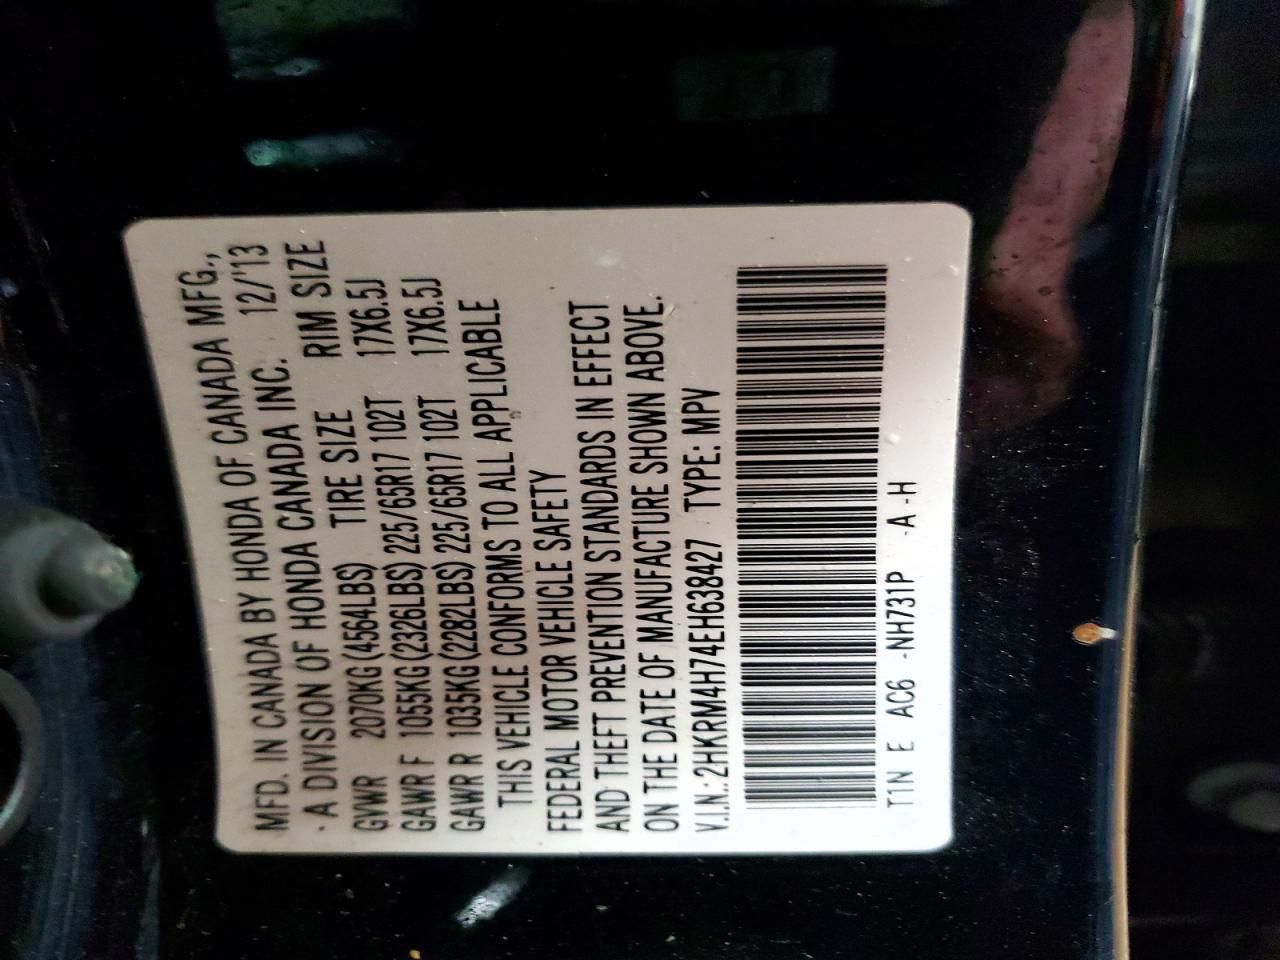 MFD. IN CANADA BY HONDA OF CANADA MFG.,
- A DIVISION OF HONDA CANADA INC. 12/'13
GVWR 2070KG (4564LBS) TIRE SIZE RIM SIZE
GAWR F 1055KG (2326LBS) 225/65R17 102T 17X6.5J
GAWR R 1035KG (2282LBS) 225/65R17 102T 17X6.5J
THIS VEHICLE CONFORMS TO ALL APPLICABLE
FEDERAL MOTOR VEHICLE SAFETY
AND THEFT PREVENTION STANDARDS IN EFFECT
ON THE DATE OF MANUFACTURE SHOWN ABOVE.
V.I.N.: 2HKRM4H74EH638427 TYPE: MPV
T1N E AC6 -NH731P -A -H